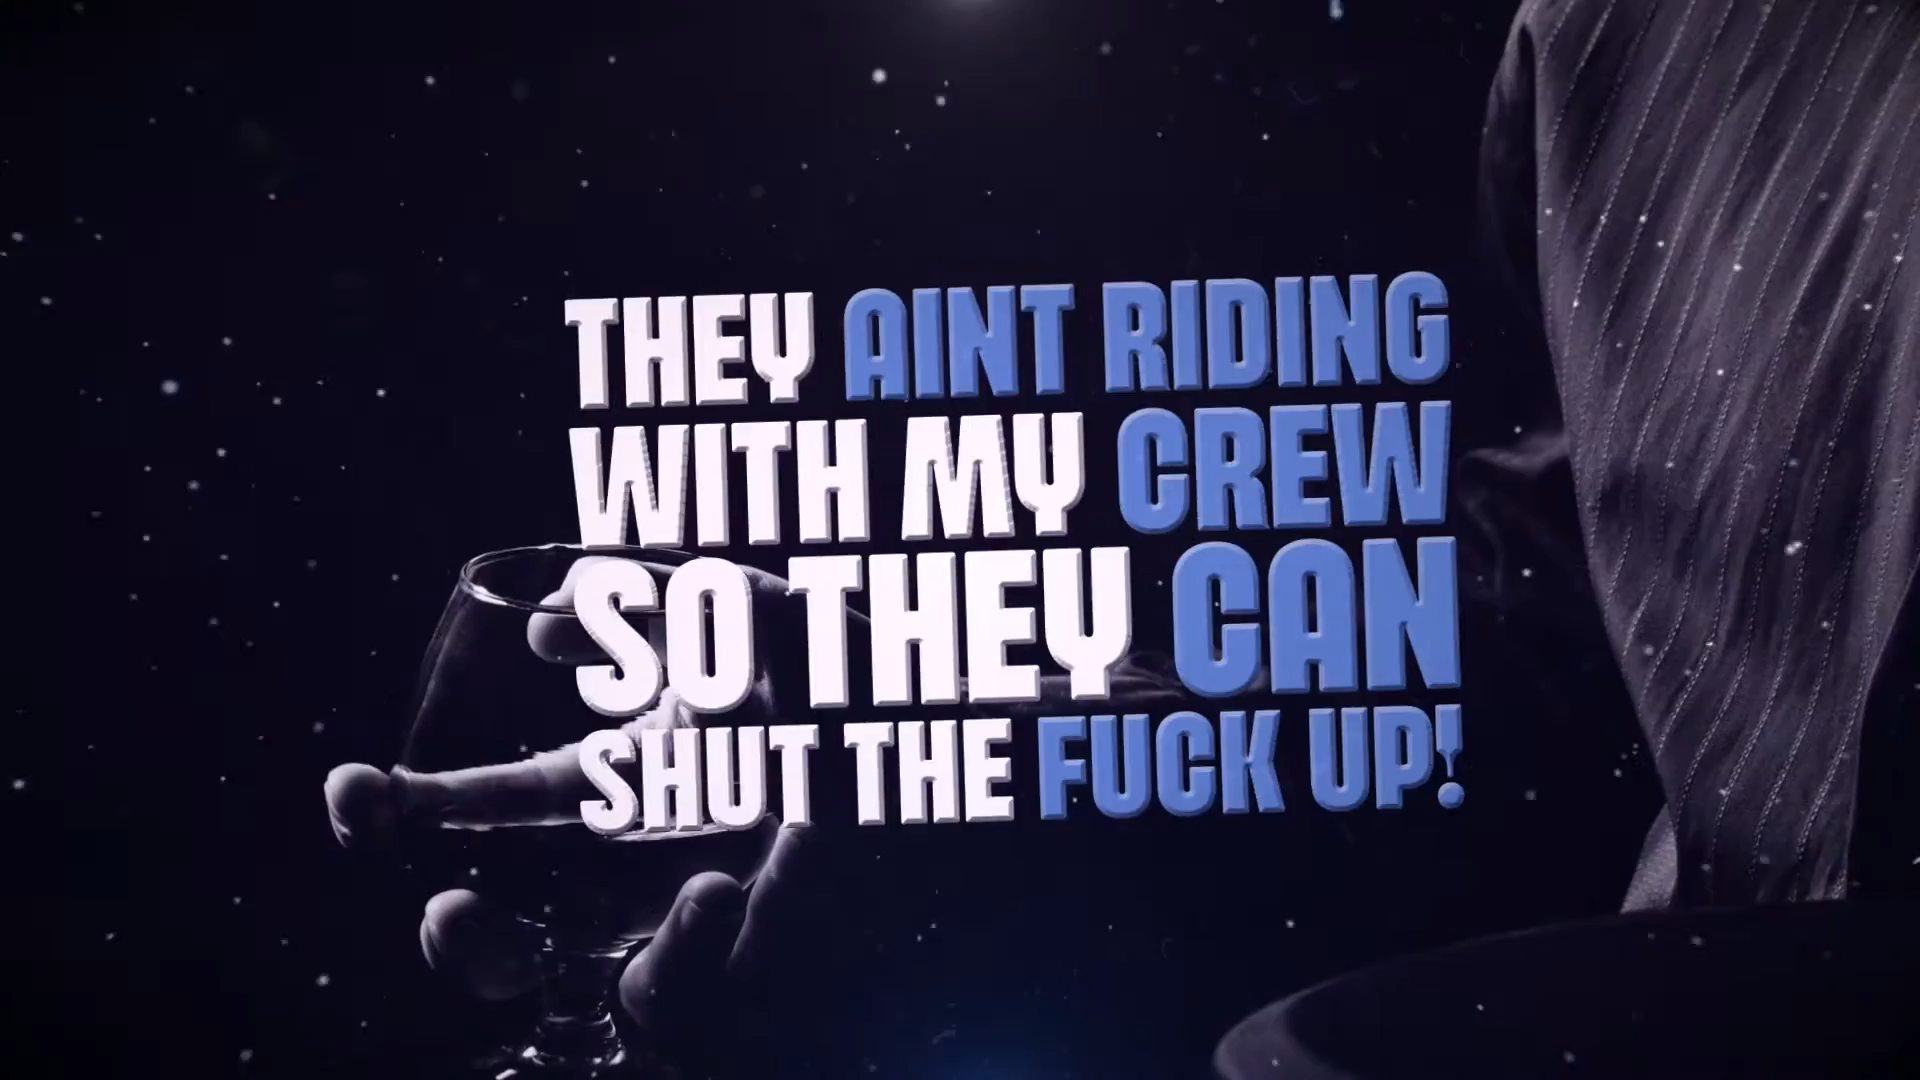 THEY AINT RIDING
WITH MY CREW
SO THEY CAN
SHUT THE FUCK UP!